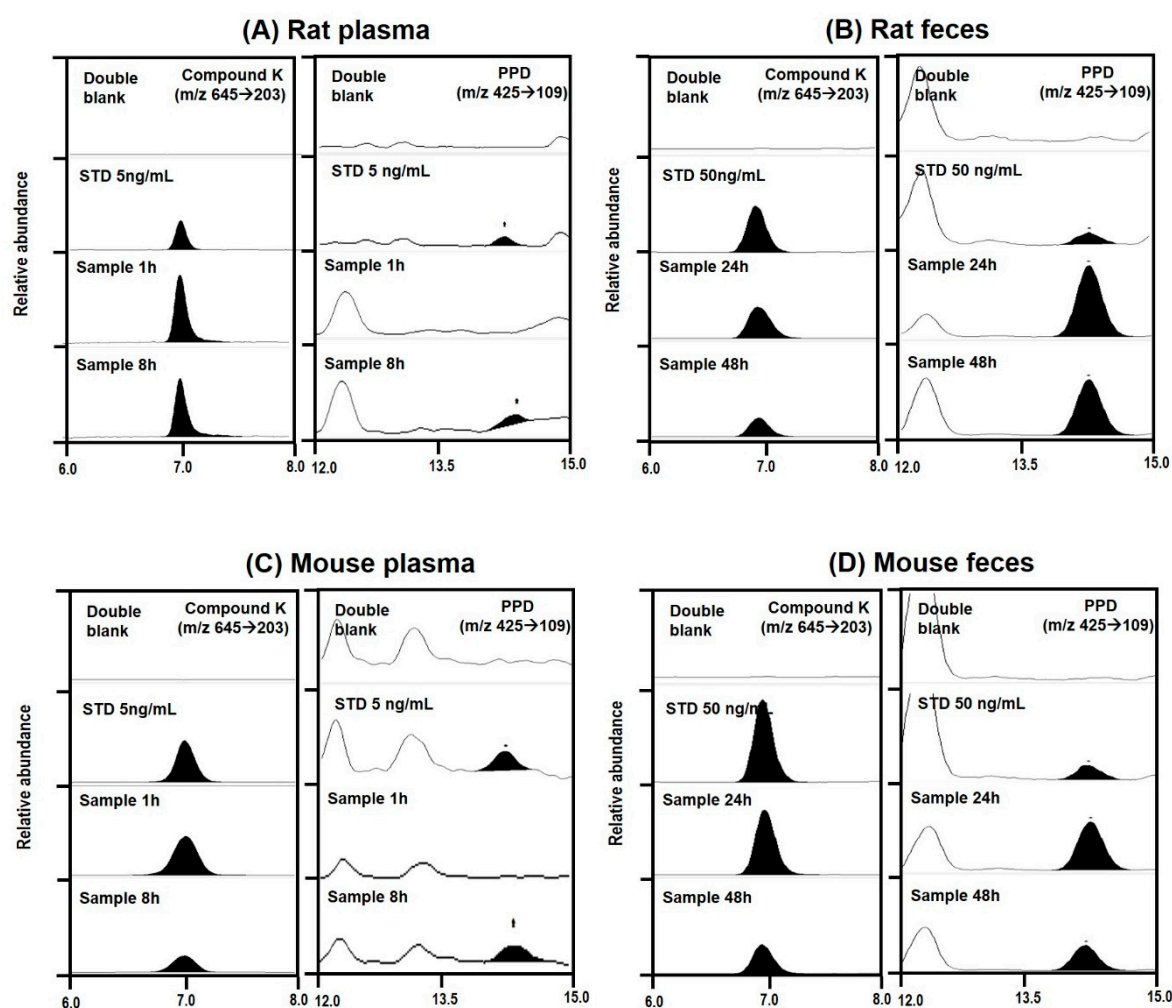 (A) Rat plasma
Relative abundance
Double
blank
Compound K
(m/z 645→203)
STD 5ng/mL
Sample 1h
Sample 8h
6.0 7.0 8.0
Double
blank
PPD
(m/z 425→109)
STD 5 ng/mL
Sample 1h
Sample 8h
12.0 13.5 15.0
(B) Rat feces
Relative abundance
Double
blank
Compound K
(m/z 645→203)
STD 50ng/mL
Sample 24h
Sample 48h
6.0 7.0 8.0
Double
blank
PPD
(m/z 425→109)
STD 50 ng/mL
Sample 24h
Sample 48h
12.0 13.5 15.0
(C) Mouse plasma
Relative abundance
Double
blank
Compound K
(m/z 645→203)
STD 5ng/mL
Sample 1h
Sample 8h
6.0 7.0 8.0
Double
blank
PPD
(m/z 425→109)
STD 5 ng/mL
Sample 1h
Sample 8h
12.0 13.5 15.0
(D) Mouse feces
Relative abundance
Double
blank
Compound K
(m/z 645→203)
STD 50 ng/mL
Sample 24h
Sample 48h
6.0 7.0 8.0
Double
blank
PPD
(m/z 425→109)
STD 50 ng/mL
Sample 24h
Sample 48h
12.0 13.5 15.0